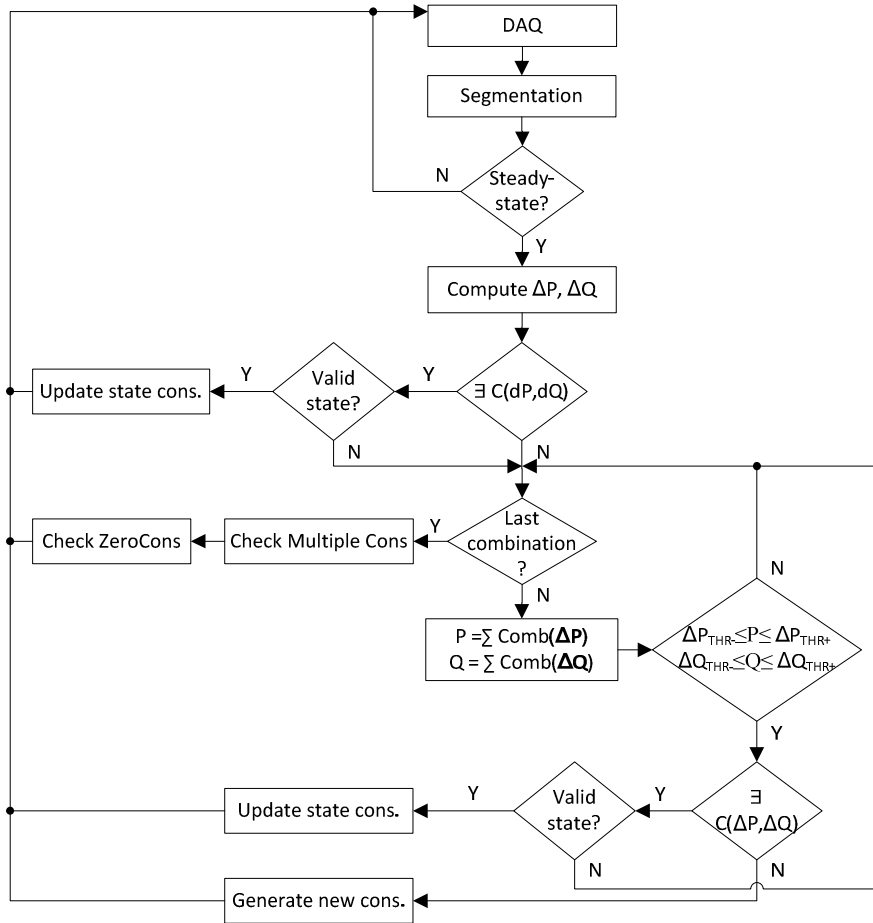 DAQ
Segmentation
N
Steady-
state?
Y
Compute ΔP, ΔQ
Update state cons.
Y
Valid
state?
Y
∃ C(dP,dQ)
N
N
Check ZeroCons
Check Multiple Cons
Y
Last
combination
?
N
N
P =∑ Comb(ΔP)
Q = ∑ Comb(ΔQ)
ΔP_THR-≤P≤ ΔP_THR+
ΔQ_THR-≤Q≤ ΔQ_THR+
Y
Update state cons.
Y
Valid
state?
Y
∃
C(ΔP,ΔQ)
N
N
Generate new cons.